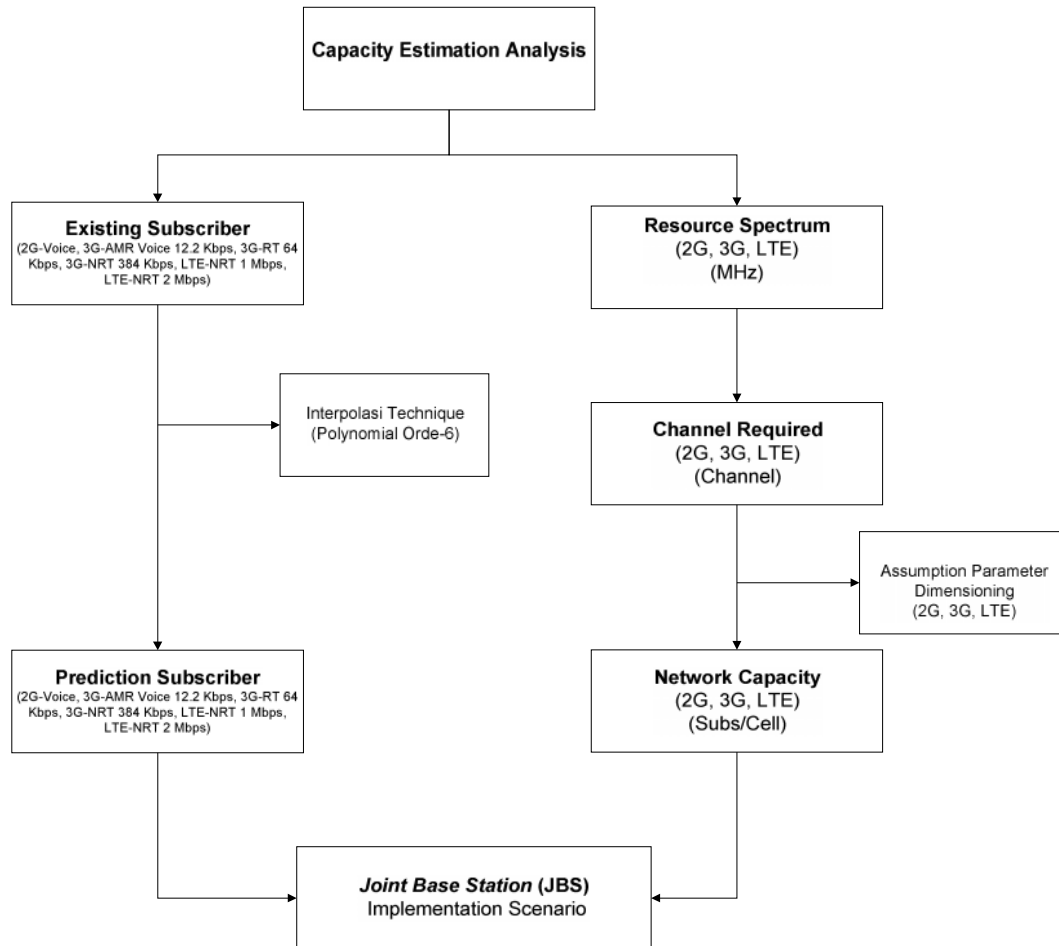 Capacity Estimation Analysis
Existing Subscriber
(2G-Voice, 3G-AMR Voice 12.2 Kbps, 3G-RT 64
Kbps, 3G-NRT 384 Kbps, LTE-NRT 1 Mbps,
LTE-NRT 2 Mbps)
Resource Spectrum
(2G, 3G, LTE)
(MHz)
Interpolasi Technique
(Polynomial Orde-6)
Channel Required
(2G, 3G, LTE)
(Channel)
Assumption Parameter
Dimensioning
(2G, 3G, LTE)
Prediction Subscriber
(2G-Voice, 3G-AMR Voice 12.2 Kbps, 3G-RT 64
Kbps, 3G-NRT 384 Kbps, LTE-NRT 1 Mbps,
LTE-NRT 2 Mbps)
Network Capacity
(2G, 3G, LTE)
(Subs/Cell)
Joint Base Station (JBS)
Implementation Scenario